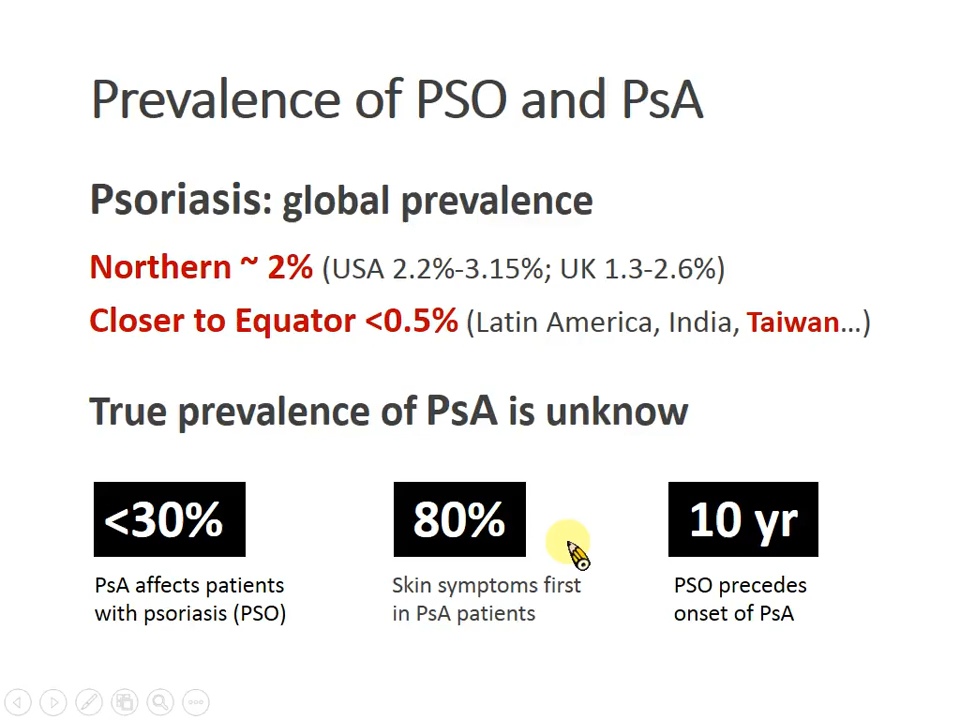 Prevalence of PSO and PsA
Psoriasis: global prevalence
Northern ~ 2% (USA 2.2%-3.15%; UK 1.3-2.6%)
Closer to Equator <0.5% (Latin America, India, Taiwan...)
True prevalence of PsA is unknow
<30%
PsA affects patients
with psoriasis (PSO)
80%
Skin symptoms first
in PsA patients
10 yr
PSO precedes
onset of PsA